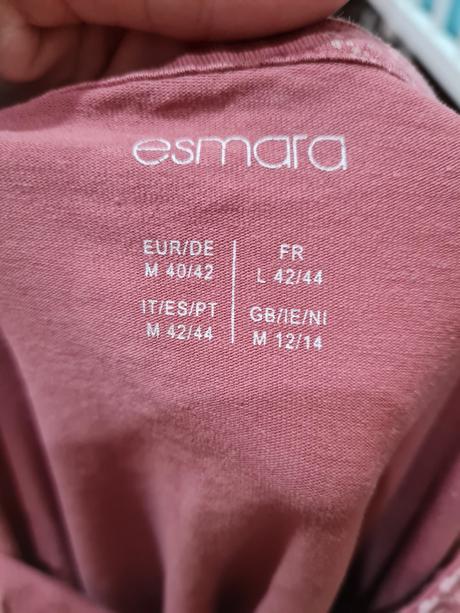 esmara
EUR/DE
M 40/42
FR
L 42/44
IT/ES/PT
M 42/44
GB/IE/NI
M 12/14